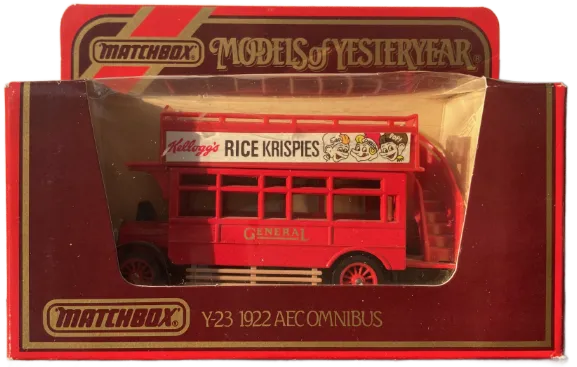 MATCHBOX
MODELS of YESTERYEAR®
Kellogg's RICE KRISPIES
GENERAL
MATCHBOX
Y-23 1922 AEC OMNIBUS